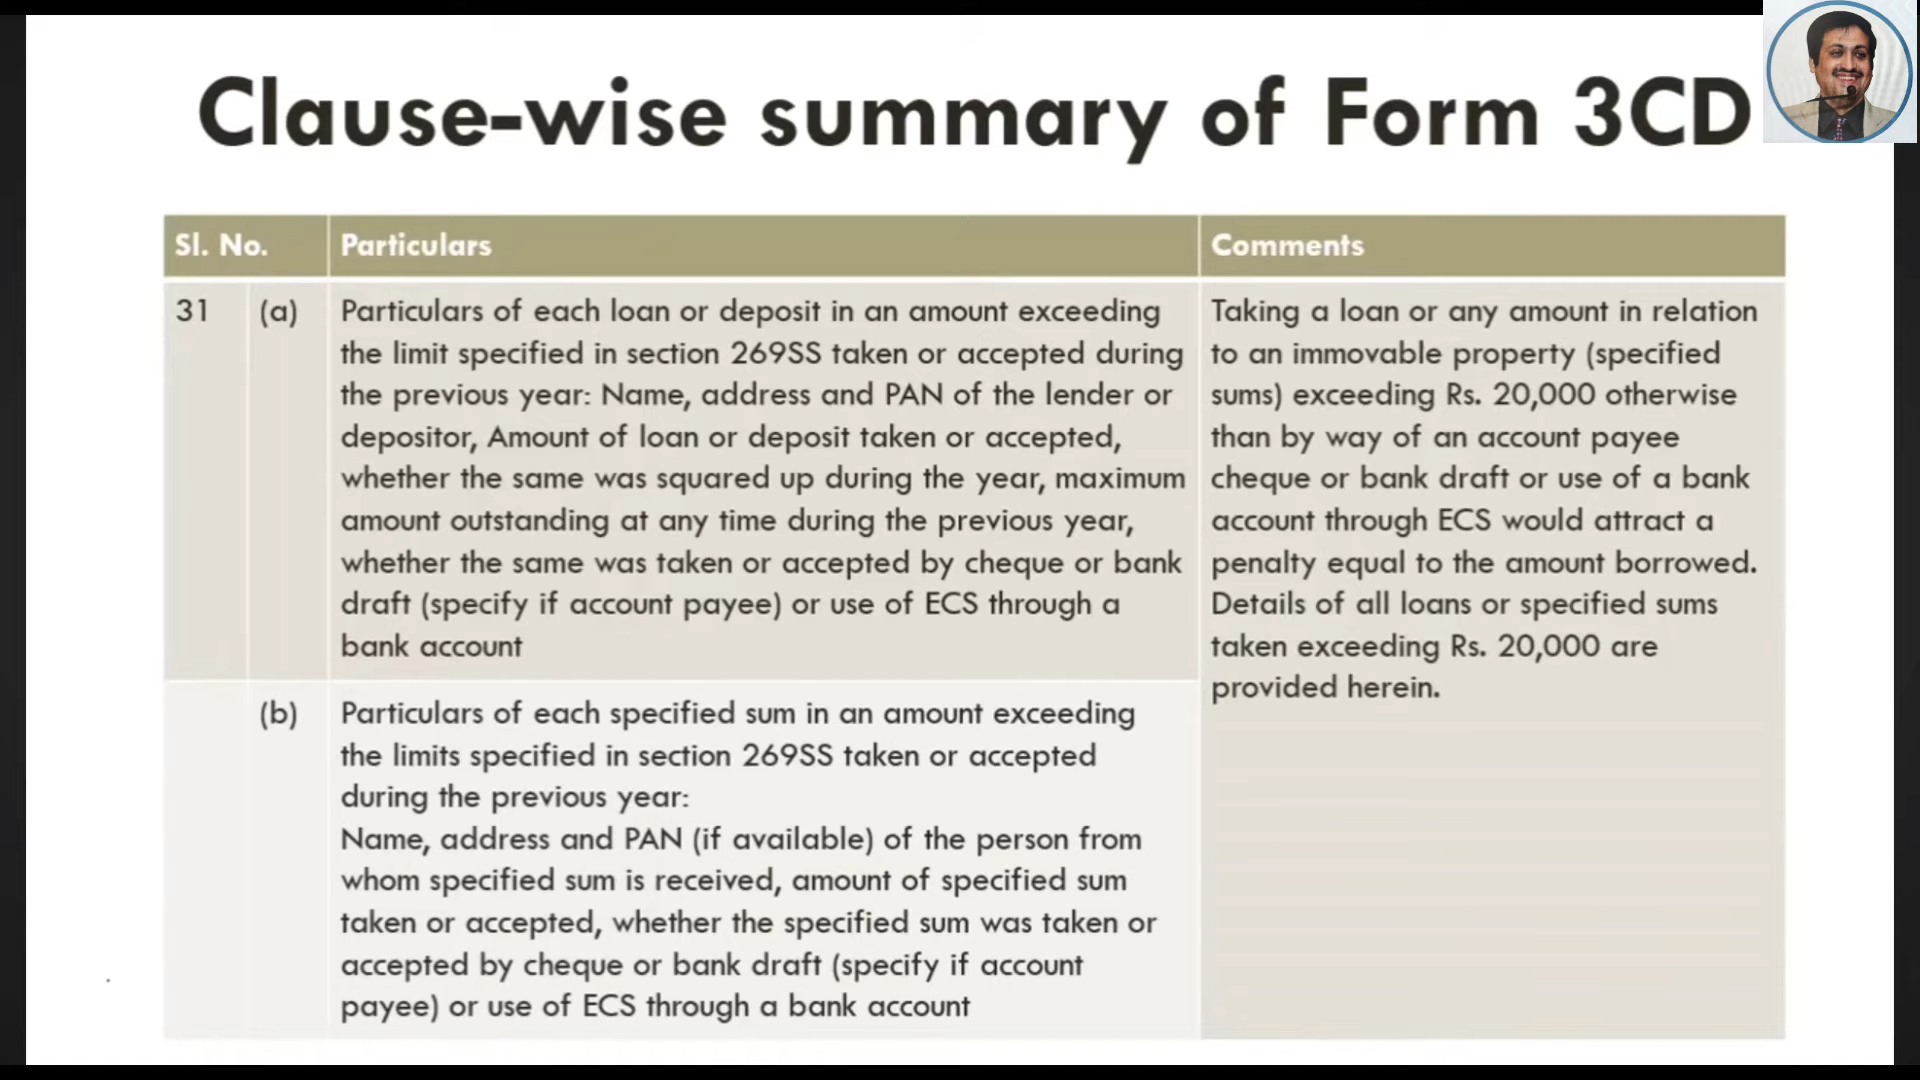 Clause-wise summary of Form 3CD
Sl. No.
Particulars
Comments
31
(a)
Particulars of each loan or deposit in an amount exceeding
the limit specified in section 269SS taken or accepted during
the previous year: Name, address and PAN of the lender or
depositor, Amount of loan or deposit taken or accepted,
whether the same was squared up during the year, maximum
amount outstanding at any time during the previous year,
whether the same was taken or accepted by cheque or bank
draft (specify if account payee) or use of ECS through a
bank account
Taking a loan or any amount in relation
to an immovable property (specified
sums) exceeding Rs. 20,000 otherwise
than by way of an account payee
cheque or bank draft or use of a bank
account through ECS would attract a
penalty equal to the amount borrowed.
Details of all loans or specified sums
taken exceeding Rs. 20,000 are
provided herein.
(b)
Particulars of each specified sum in an amount exceeding
the limits specified in section 269SS taken or accepted
during the previous year:
Name, address and PAN (if available) of the person from
whom specified sum is received, amount of specified sum
taken or accepted, whether the specified sum was taken or
accepted by cheque or bank draft (specify if account
payee) or use of ECS through a bank account